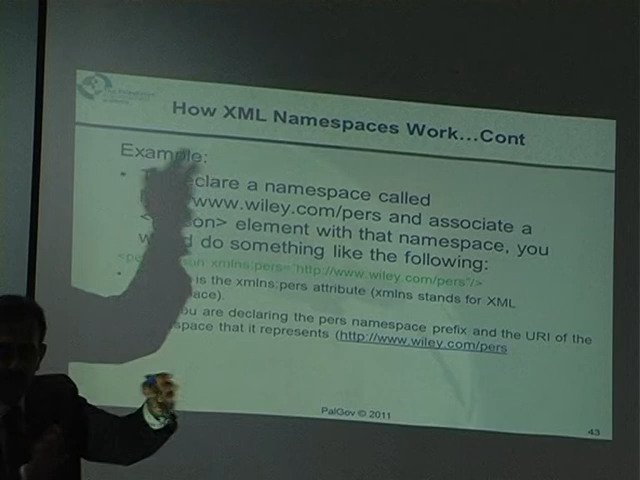 How XML Namespaces Work…Cont
Example:
• eclare a namespace called
www.wiley.com/pers and associate a
on> element with that namespace, you
do something like the following:
xmlns:pers="http://www.wiley.com/pers"/>
• is the xmlns:pers attribute (xmlns stands for XML
ace).
ou are declaring the pers namespace prefix and the URI of the
space that it represents (http://www.wiley.com/pers
PalGov © 2011
43